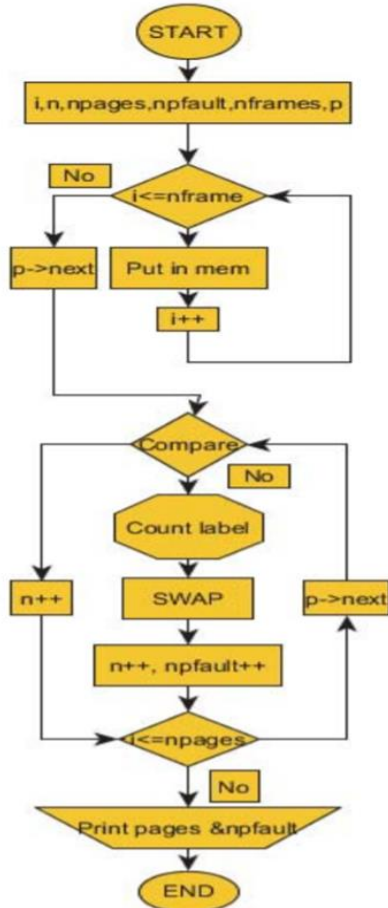 START
i,n,npages,npfault,nframes,p
No
i<=nframe
p->next
Put in mem
i++
Compare
No
Count label
n++
SWAP
p->next
n++, npfault++
i<=npages
No
Print pages &npfault
END